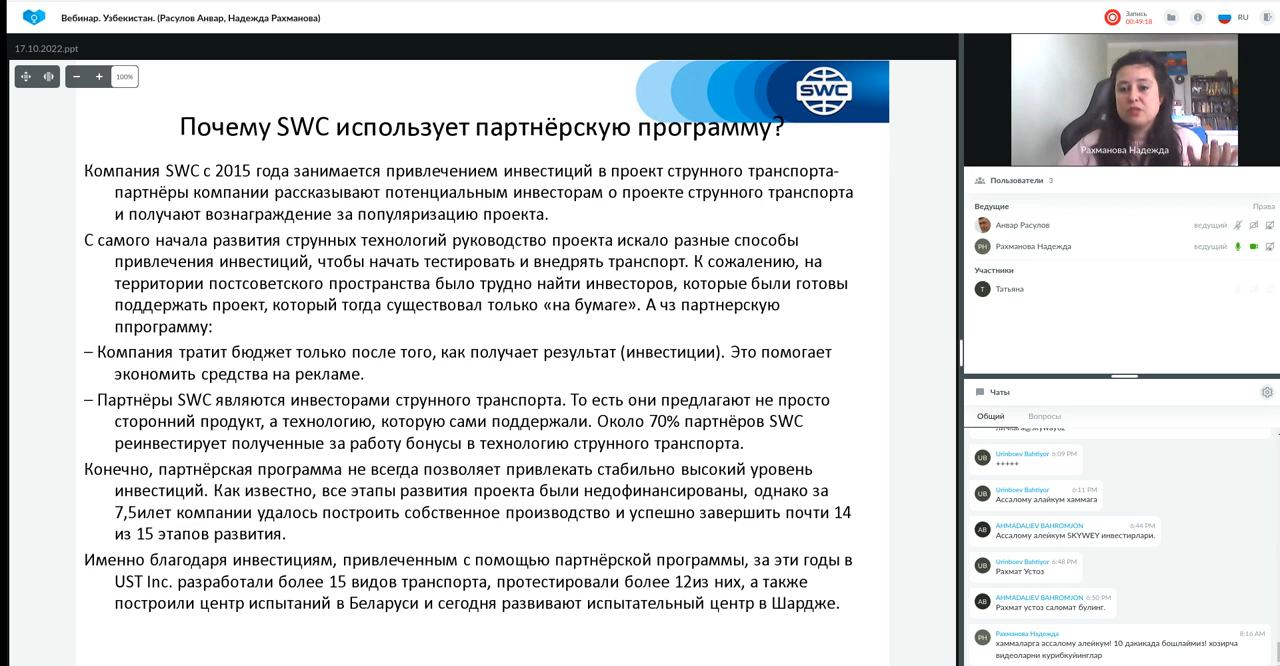 Вебинар. Узбекистан. (Расулов Анвар, Надежда Рахманова)
Запись
00:49:18
RU
17.10.2022.ppt
100%
SWC
Почему SWC использует партнёрскую программу?
Компания SWC с 2015 года занимается привлечением инвестиций в проект струнного транспорта-
партнёры компании рассказывают потенциальным инвесторам о проекте струнного транспорта
и получают вознаграждение за популяризацию проекта.
С самого начала развития струнных технологий руководство проекта искало разные способы
привлечения инвестиций, чтобы начать тестировать и внедрять транспорт. К сожалению, на
территории постсоветского пространства было трудно найти инвесторов, которые были готовы
поддержать проект, который тогда существовал только «на бумаге». А чз партнерскую
ппрограмму:
– Компания тратит бюджет только после того, как получает результат (инвестиции). Это помогает
экономить средства на рекламе.
– Партнёры SWC являются инвесторами струнного транспорта. То есть они предлагают не просто
сторонний продукт, а технологию, которую сами поддержали. Около 70% партнёров SWC
реинвестирует полученные за работу бонусы в технологию струнного транспорта.
Конечно, партнёрская программа не всегда позволяет привлекать стабильно высокий уровень
инвестиций. Как известно, все этапы развития проекта были недофинансированы, однако за
7,5илет компании удалось построить собственное производство и успешно завершить почти 14
из 15 этапов развития.
Именно благодаря инвестициям, привлеченным с помощью партнёрской программы, за эти годы в
UST Inc. разработали более 15 видов транспорта, протестировали более 12из них, а также
построили центр испытаний в Беларуси и сегодня развивают испытательный центр в Шардже.
Рахманова Надежда
Пользователи 3
Ведущие Права
Анвар Расулов ведущий
РН Рахманова Надежда ведущий
Участники
Т Татьяна
Чаты
Общий Вопросы
UB Urinboev Bahtiyor 6:09 PM
+++++
UB Urinboev Bahtiyor 6:11 PM
Ассалому алайкум хаммага
AB AHMADALIEV BAHROMJON 6:44 PM
Ассалому алейкум SKYWEY инвестирлари.
UB Urinboev Bahtiyor 6:48 PM
Рахмат Устоз
AB AHMADALIEV BAHROMJON 6:50 PM
Рахмат устоз саломат булинг.
РН Рахманова Надежда 8:16 AM
хаммаларга ассалому алейкум! 10 дакикада бошлаймиз! хозирча
видеоларни курибкуйинглар